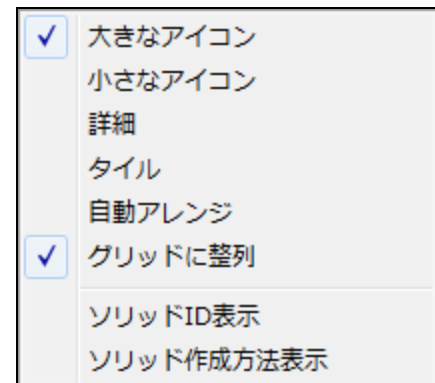 大きなアイコン
小さなアイコン
詳細
タイル
自動アレンジ
グリッドに整列
ソリッドID表示
ソリッド作成方法表示